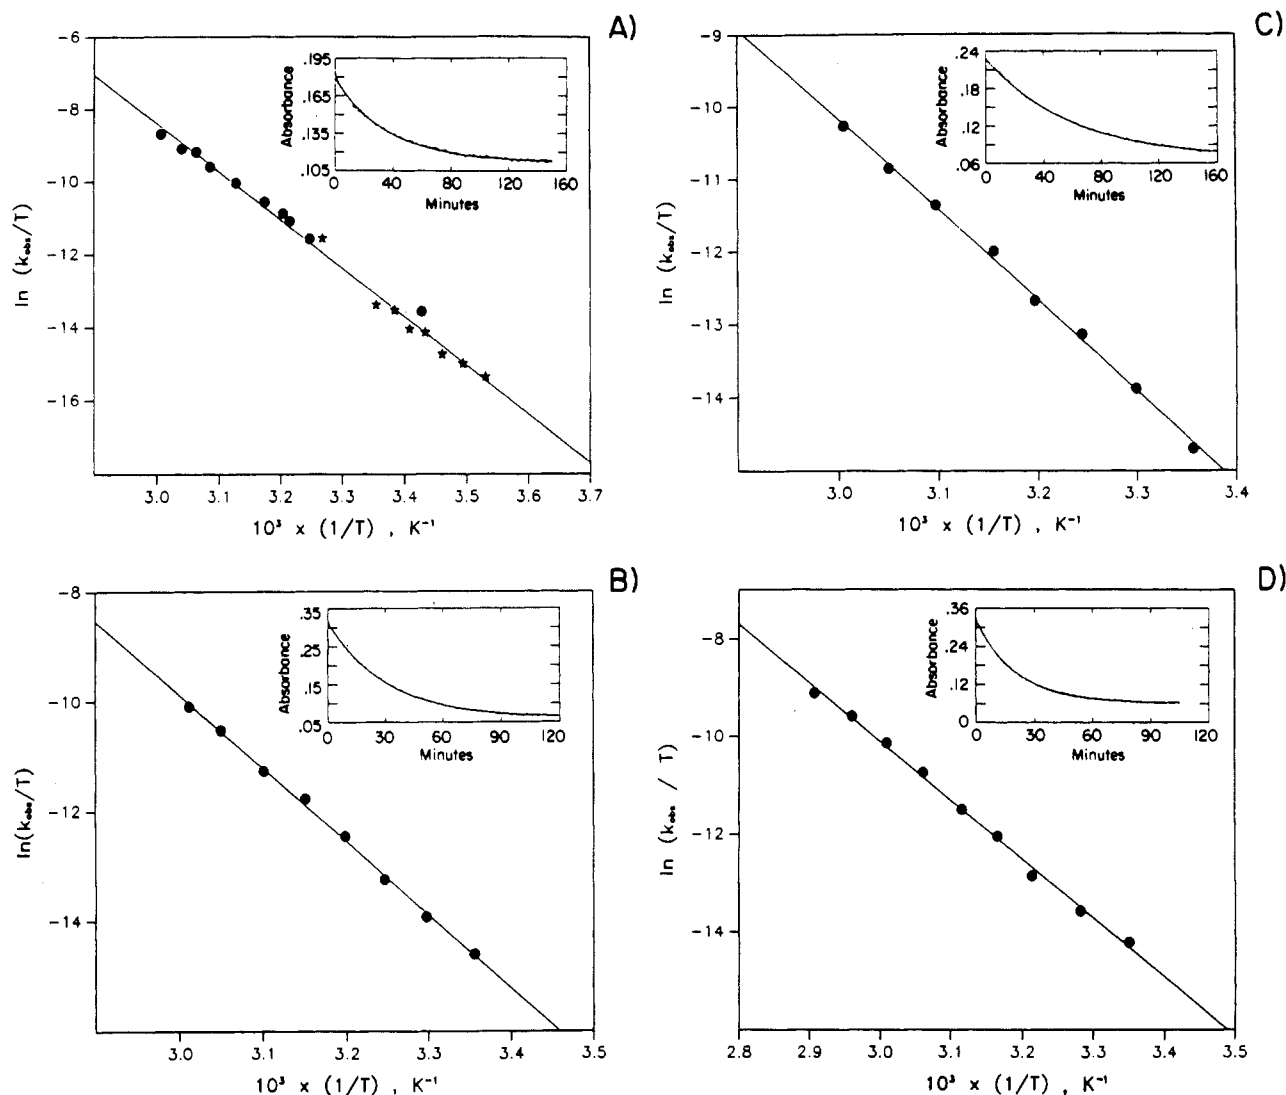 A)
-6
-8
-10
-12
-14
-16
ln (k_obs/T)
3.0 3.1 3.2 3.3 3.4 3.5 3.6 3.7
10³ x (1/T) , K⁻¹
.195
.165
.135
.105
Absorbance
0 40 80 120 160
Minutes
C)
-9
-10
-11
-12
-13
-14
ln (k_obs/T)
3.0 3.1 3.2 3.3 3.4
10³ x (1/T) , K⁻¹
0.24
.18
.12
.06
Absorbance
0 40 80 120 160
Minutes
B)
-8
-10
-12
-14
ln(k_obs/T)
3.0 3.1 3.2 3.3 3.4 3.5
10³ x (1/T) , K⁻¹
.35
.25
.15
.05
Absorbance
0 30 60 90 120
Minutes
D)
-8
-10
-12
-14
ln (k_obs / T)
2.8 2.9 3.0 3.1 3.2 3.3 3.4 3.5
10³ x (1/T) , K⁻¹
.36
.24
.12
0
Absorbance
0 30 60 90 120
Minutes